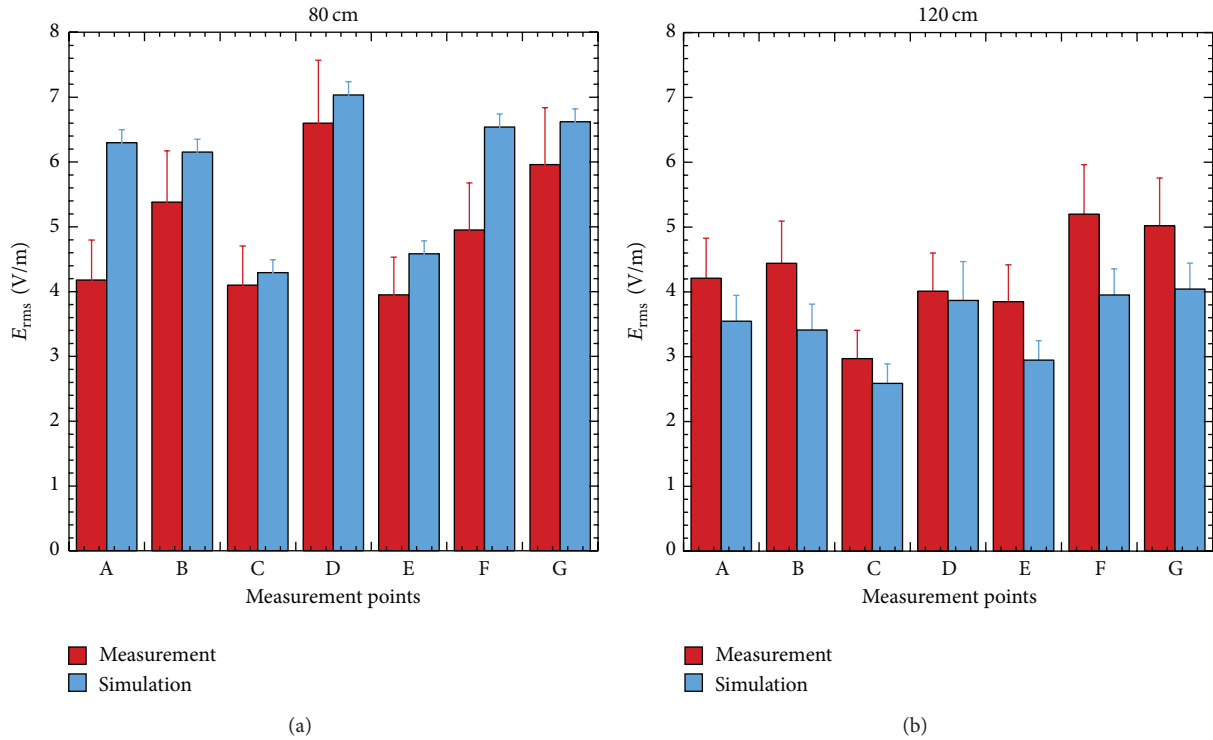 80 cm
8
7
6
5
4
3
2
1
0
E_rms (V/m)
A B C D E F G
Measurement points
Measurement
Simulation
(a)
120 cm
8
7
6
5
4
3
2
1
0
E_rms (V/m)
A B C D E F G
Measurement points
Measurement
Simulation
(b)